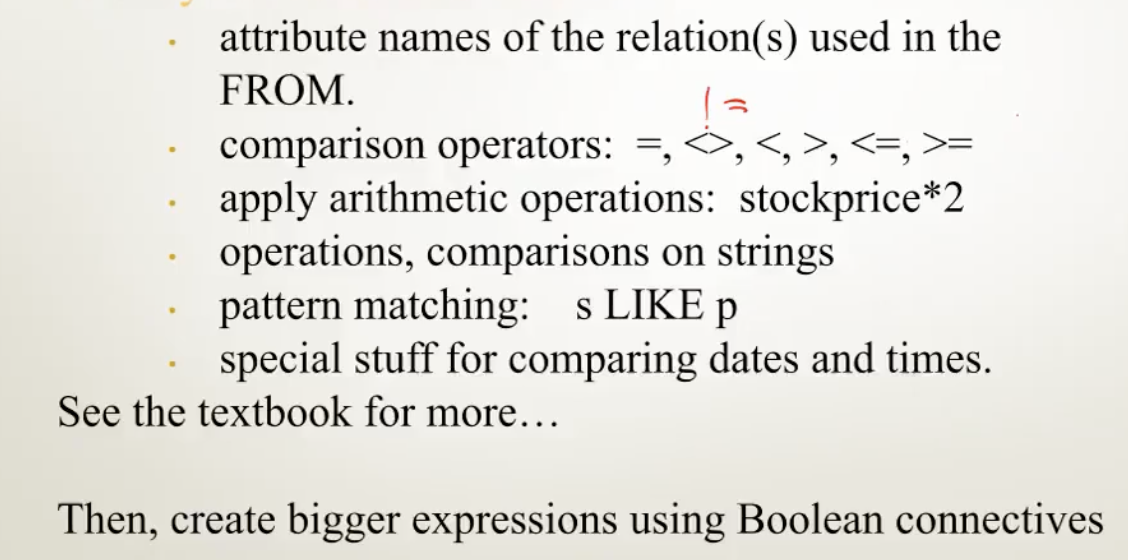 · attribute names of the relation(s) used in the
FROM.
!=
· comparison operators: =, <>, <, >, <=, >=
· apply arithmetic operations: stockprice*2
· operations, comparisons on strings
· pattern matching: s LIKE p
· special stuff for comparing dates and times.
See the textbook for more…
Then, create bigger expressions using Boolean connectives